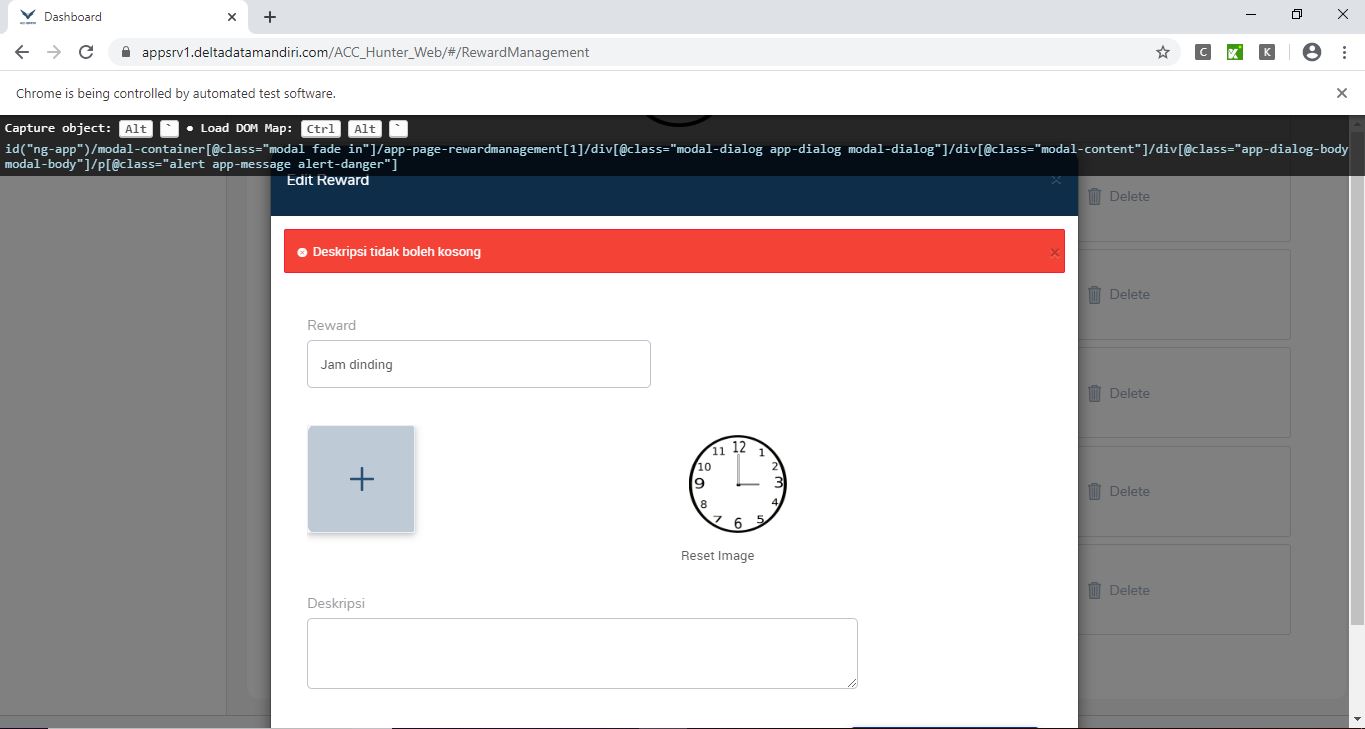 Dashboard
appsrv1.deltadatamandiri.com/ACC_Hunter_Web/#/RewardManagement
C
K
Chrome is being controlled by automated test software.
Capture object: Alt ` • Load DOM Map: Ctrl Alt `
id("ng-app")/modal-container[@class="modal fade in"]/app-page-rewardmanagement[1]/div[@class="modal-dialog app-dialog modal-dialog"]/div[@class="modal-content"]/div[@class="app-dialog-body
modal-body"]/p[@class="alert app-message alert-danger"]
Edit Reward
Delete
Deskripsi tidak boleh kosong
Delete
Reward
Jam dinding
Delete
12
11 1
10 2
9 3
8 4
7 5
6
Delete
Reset Image
Delete
Deskripsi